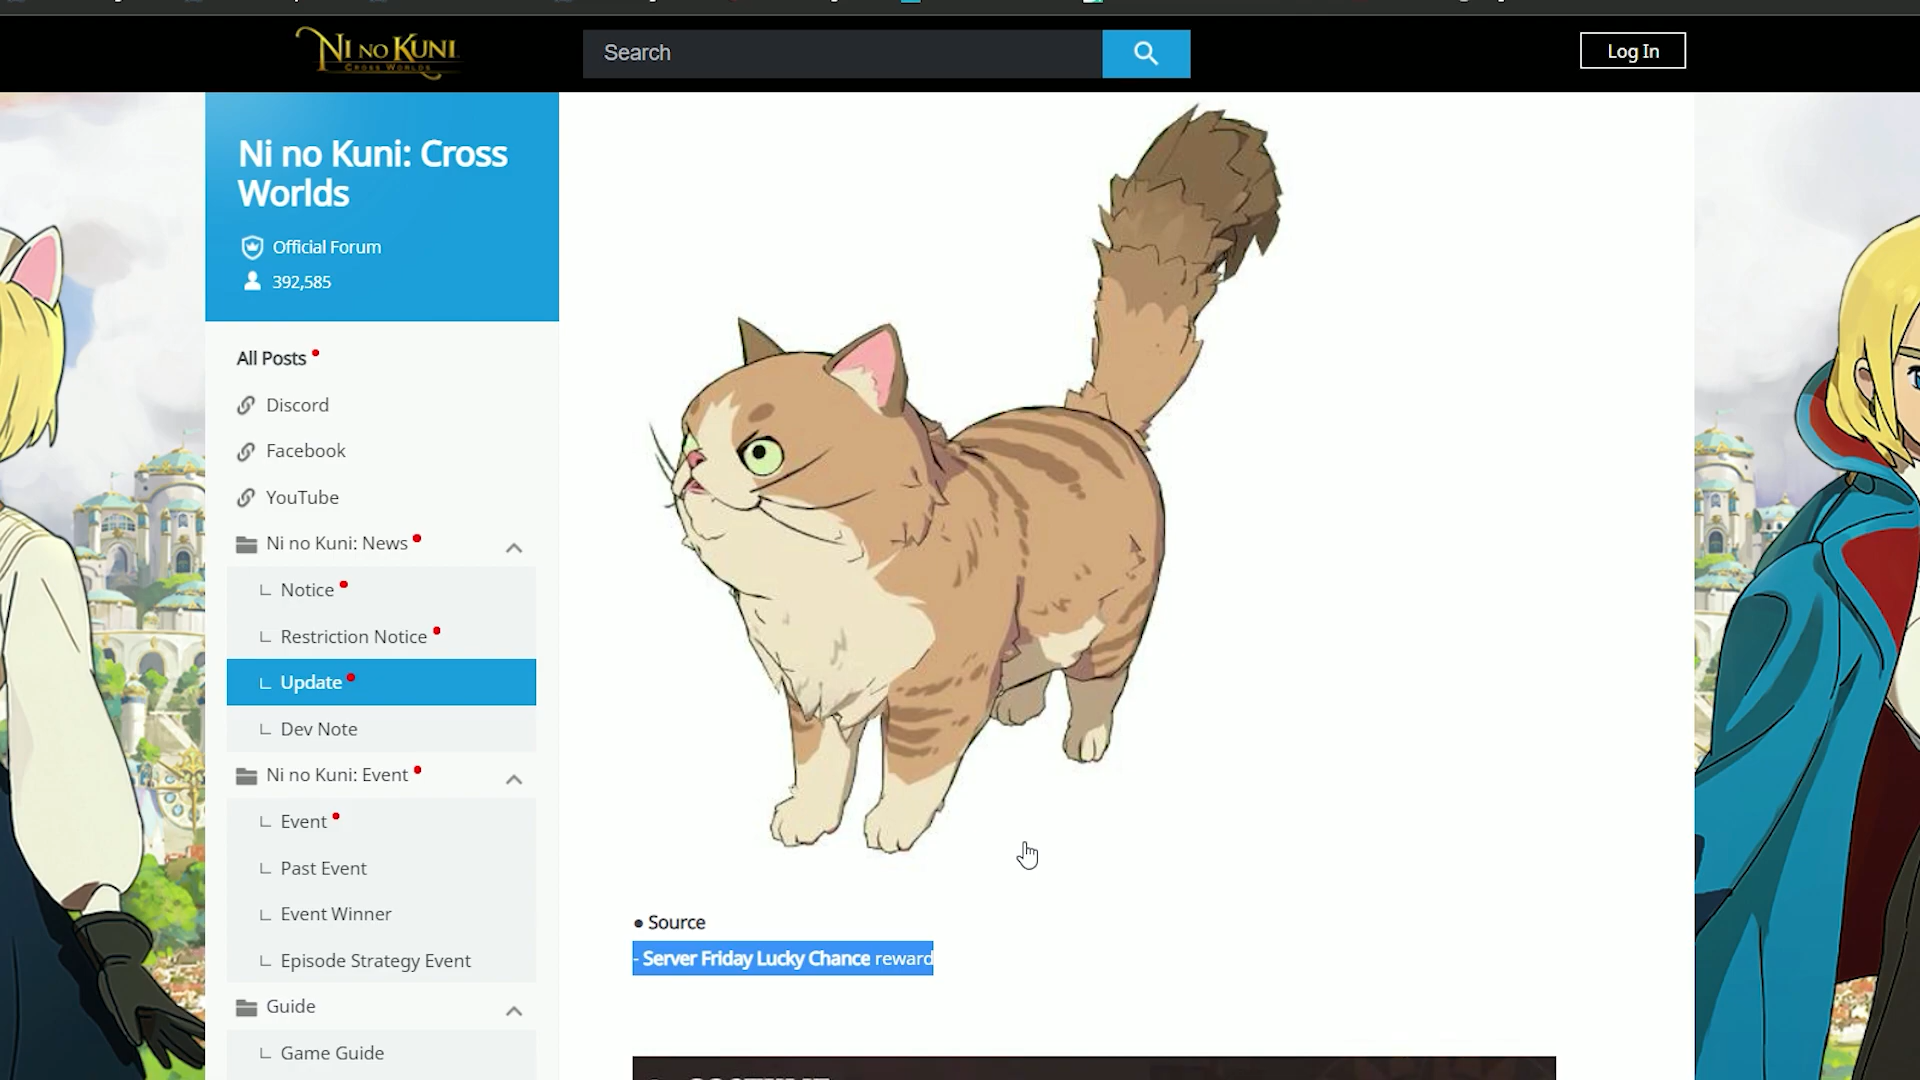 NI NO KUNI
CROSS WORLDS
Search
Log In
Ni no Kuni: Cross
Worlds
Official Forum
392,585
All Posts
Discord
Facebook
YouTube
Ni no Kuni: News
Notice
Restriction Notice
Update
Dev Note
Ni no Kuni: Event
Event
Past Event
Event Winner
Episode Strategy Event
Guide
Game Guide
● Source
- Server Friday Lucky Chance reward